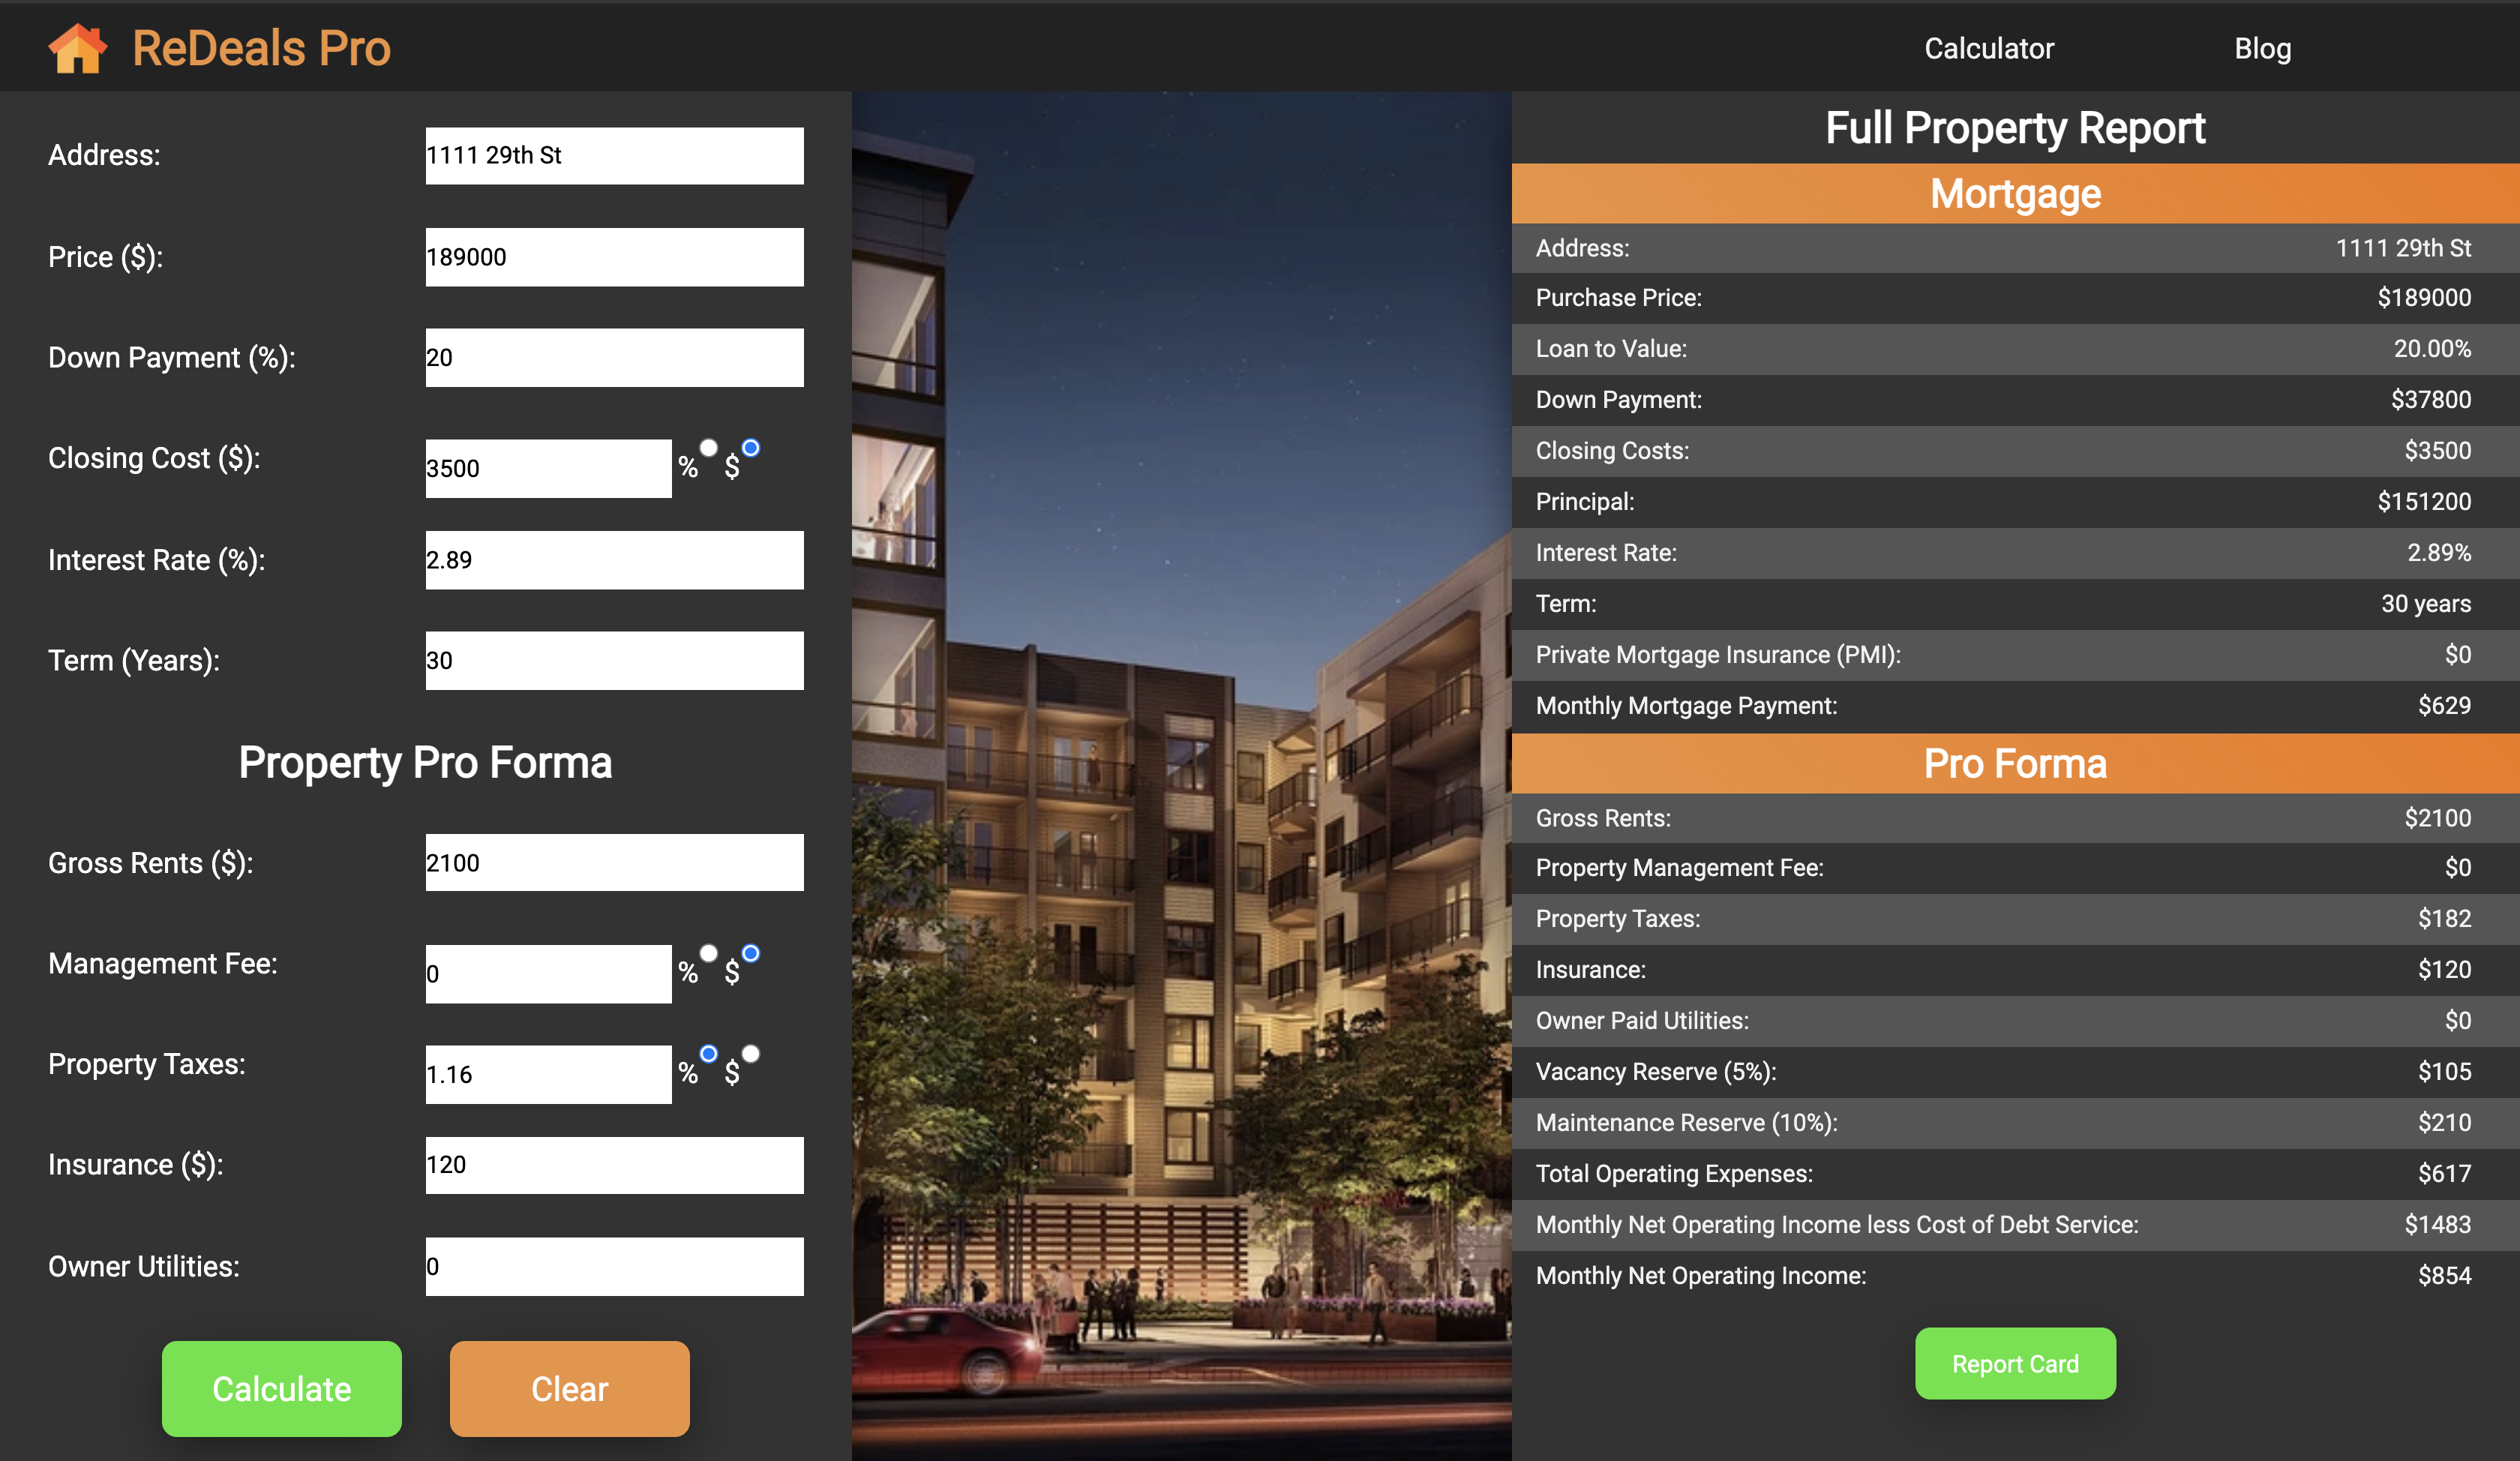 ReDeals Pro
Calculator
Blog
Address:
1111 29th St
Price ($):
189000
Down Payment (%):
20
Closing Cost ($):
3500
%
$
Interest Rate (%):
2.89
Term (Years):
30
Property Pro Forma
Gross Rents ($):
2100
Management Fee:
0
%
$
Property Taxes:
1.16
%
$
Insurance ($):
120
Owner Utilities:
0
Calculate
Clear
Full Property Report
Mortgage
Address: 1111 29th St
Purchase Price: $189000
Loan to Value: 20.00%
Down Payment: $37800
Closing Costs: $3500
Principal: $151200
Interest Rate: 2.89%
Term: 30 years
Private Mortgage Insurance (PMI): $0
Monthly Mortgage Payment: $629
Pro Forma
Gross Rents: $2100
Property Management Fee: $0
Property Taxes: $182
Insurance: $120
Owner Paid Utilities: $0
Vacancy Reserve (5%): $105
Maintenance Reserve (10%): $210
Total Operating Expenses: $617
Monthly Net Operating Income less Cost of Debt Service: $1483
Monthly Net Operating Income: $854
Report Card